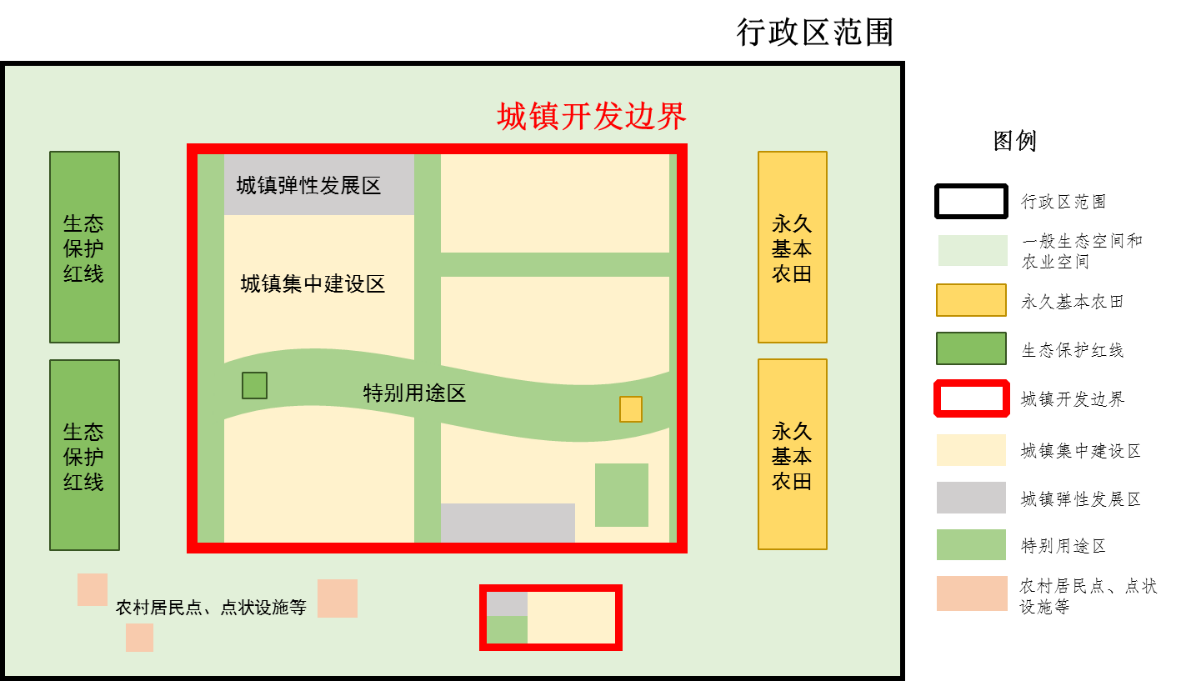 行政区范围
城镇开发边界
城镇弹性发展区
生态
保护
红线
永久
基本
农田
城镇集中建设区
特别用途区
生态
保护
红线
永久
基本
农田
农村居民点、点状设施等
图例
行政区范围
一般生态空间和
农业空间
永久基本农田
生态保护红线
城镇开发边界
城镇集中建设区
城镇弹性发展区
特别用途区
农村居民点、点状
设施等